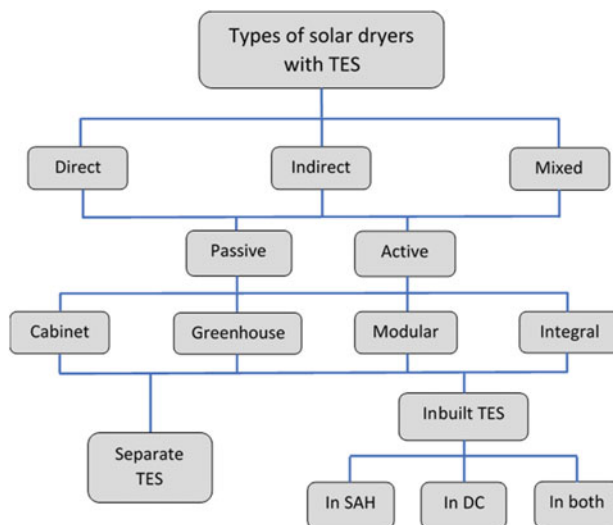 Types of solar dryers
with TES
Direct
Indirect
Mixed
Passive
Active
Cabinet
Greenhouse
Modular
Integral
Separate
TES
Inbuilt TES
In SAH
In DC
In both